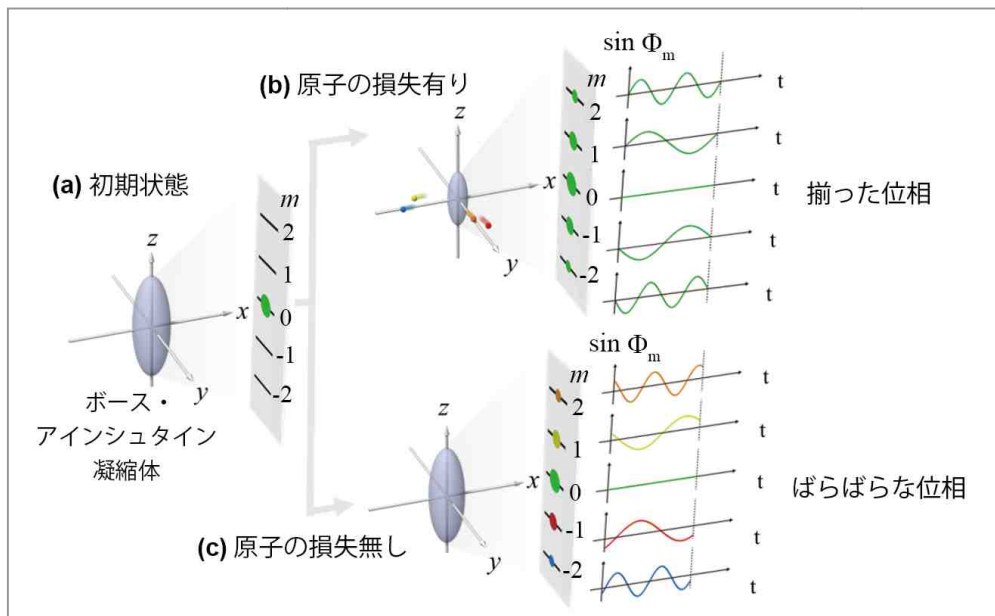 (a) 初期状態
z
x
y
ボース・
アインシュタイン
凝縮体
m
2
1
0
-1
-2
(b) 原子の損失有り
z
x
y
sin Φm
m
2
1
0
-1
-2
t
t
t
t
t
揃った位相
(c) 原子の損失無し
z
x
y
sin Φm
m
2
1
0
-1
-2
t
t
t
t
t
ばらばらな位相